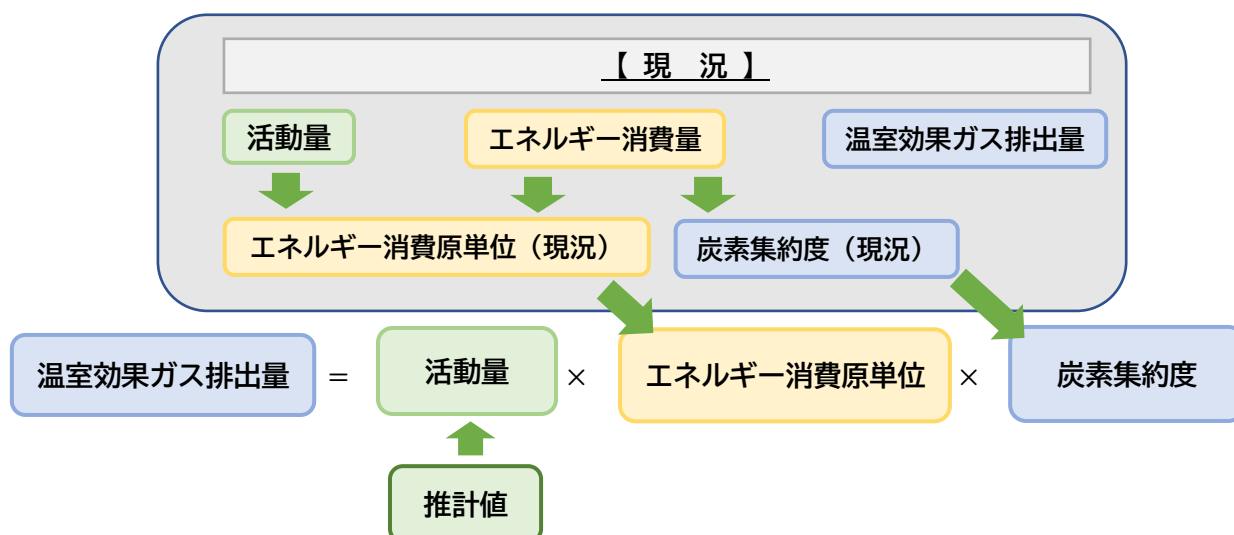 【 現　況 】
活動量
エネルギー消費量
温室効果ガス排出量
エネルギー消費原単位（現況）
炭素集約度（現況）
温室効果ガス排出量 ＝ 活動量 × エネルギー消費原単位 × 炭素集約度
推計値